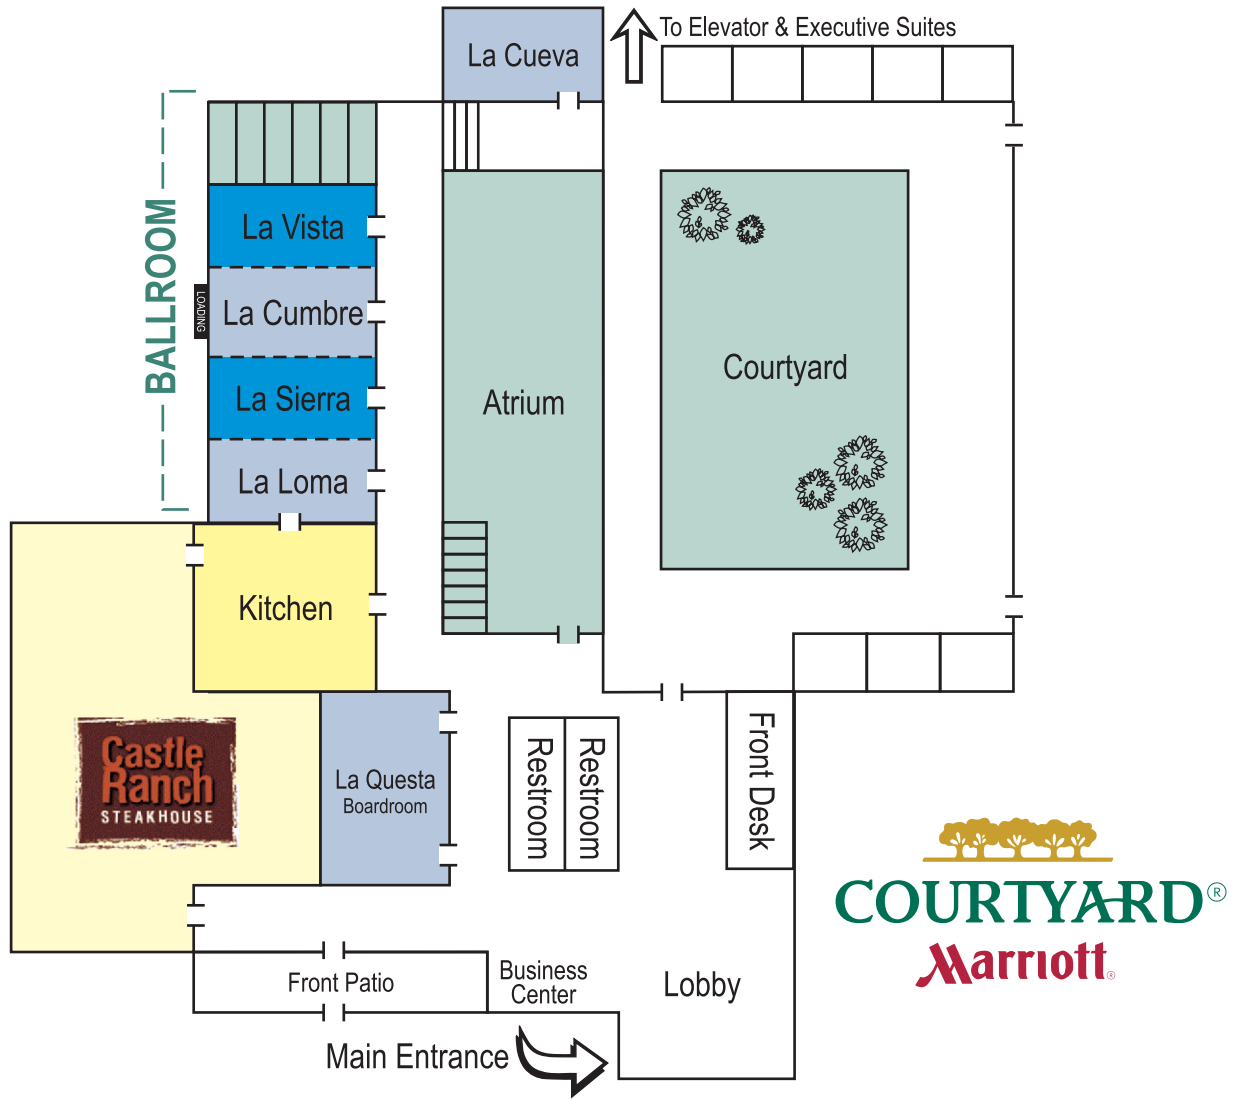 La Cueva
To Elevator & Executive Suites
BALLROOM
La Vista
LOADING
La Cumbre
La Sierra
La Loma
Atrium
Courtyard
Kitchen
Castle
Ranch
STEAKHOUSE
La Questa
Boardroom
Restroom
Restroom
Front Desk
COURTYARD®
Marriott®
Front Patio
Business
Center
Lobby
Main Entrance